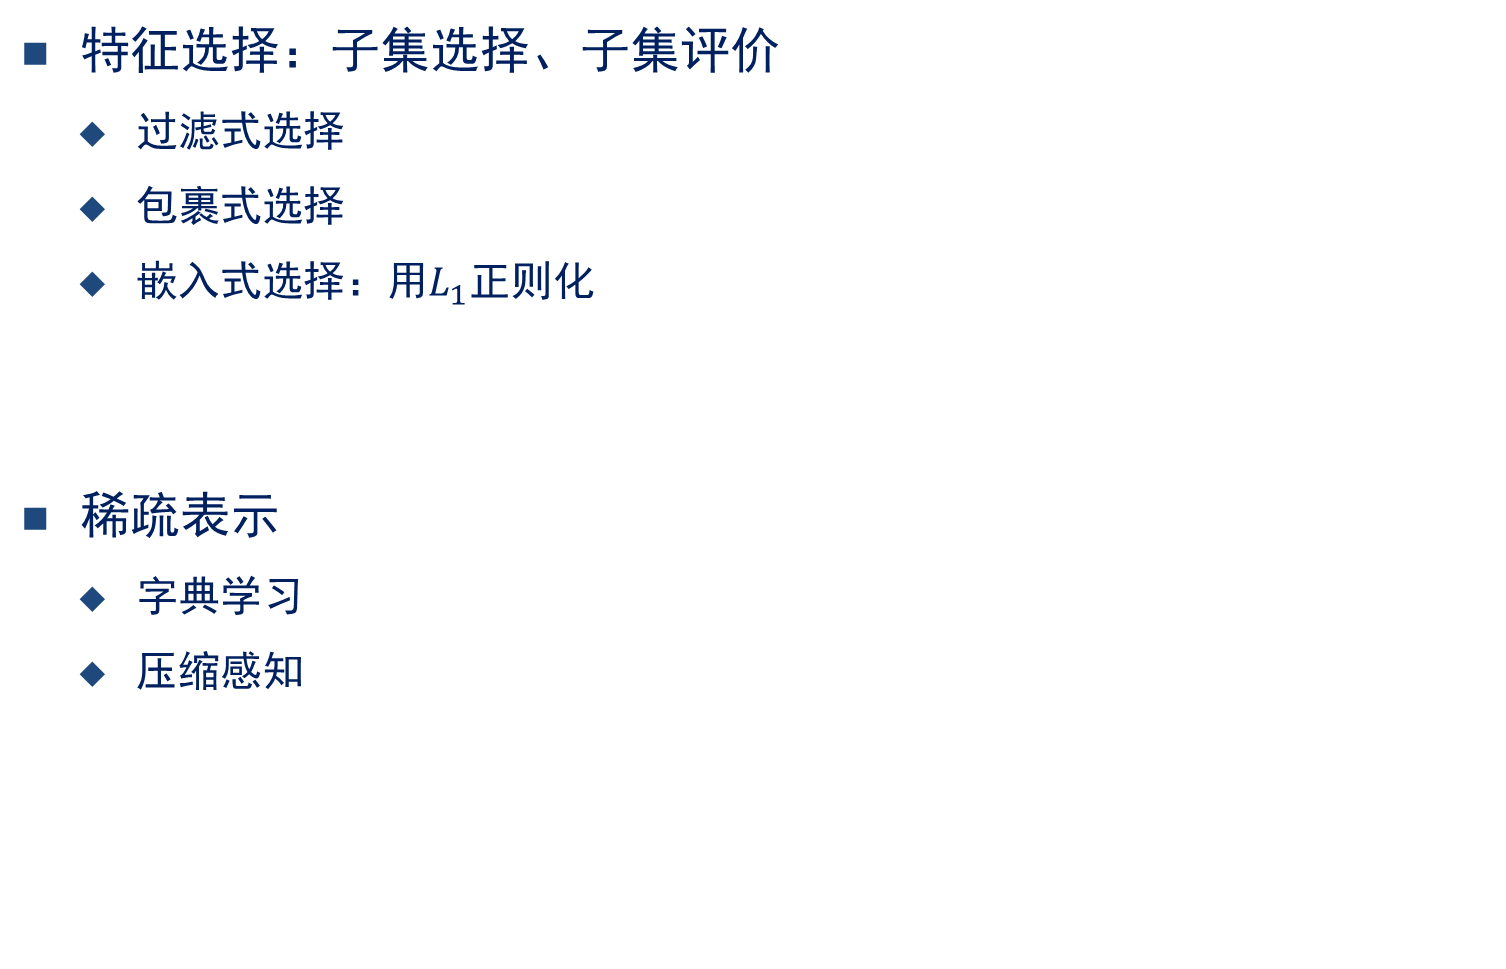 ■ 特征选择：子集选择、子集评价
◆ 过滤式选择
◆ 包裹式选择
◆ 嵌入式选择：用L₁正则化
■ 稀疏表示
◆ 字典学习
◆ 压缩感知